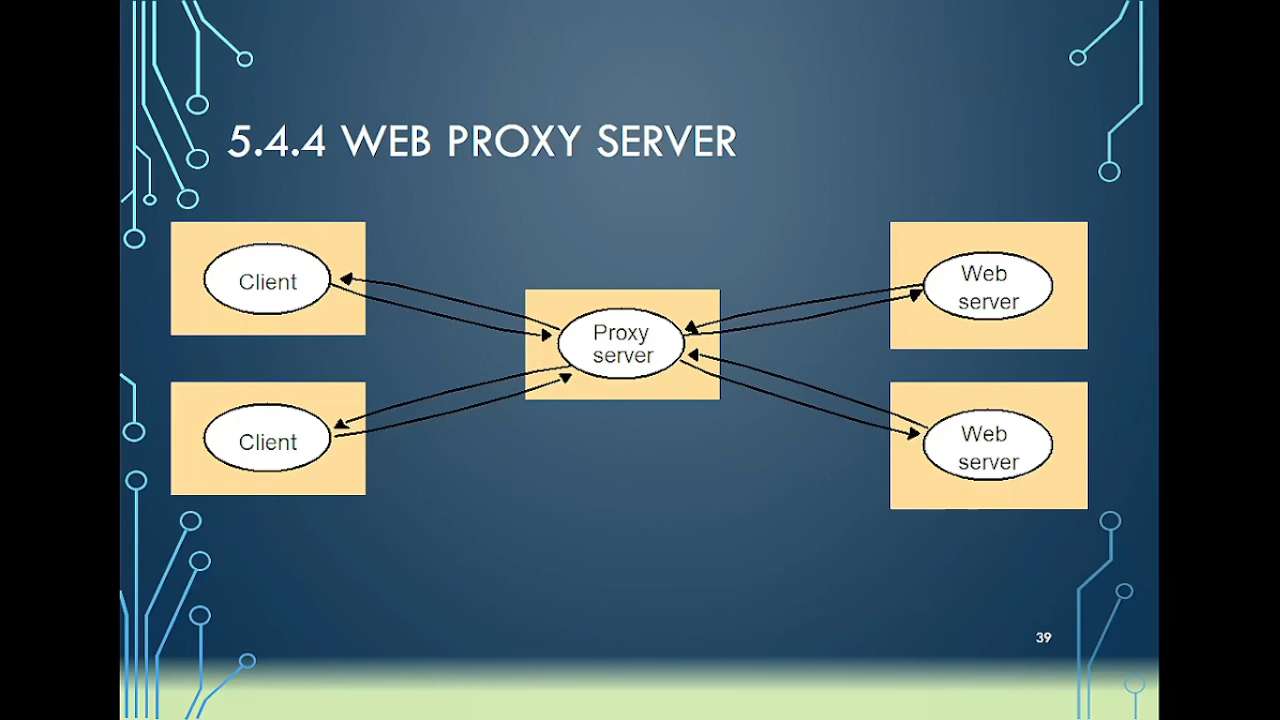 5.4.4 WEB PROXY SERVER
Client
Web
server
Proxy
server
Client
Web
server
39